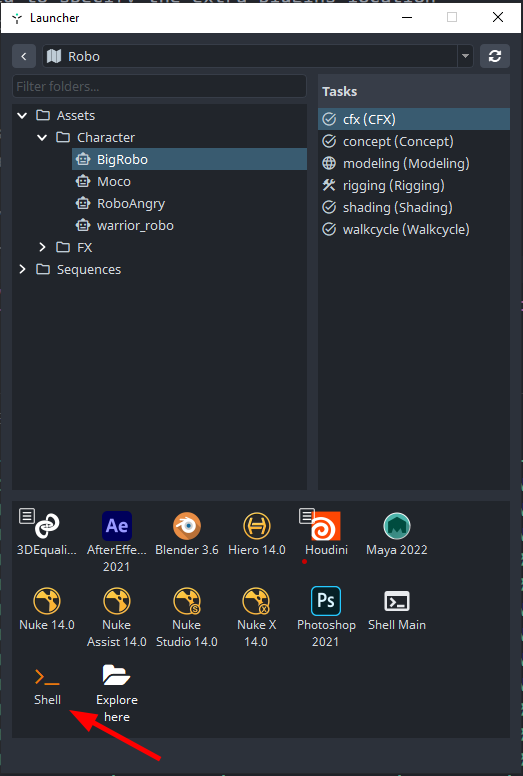 Launcher
Robo
Filter folders...
Assets
Character
BigRobo
Moco
RoboAngry
warrior_robo
FX
Sequences
Tasks
cfx (CFX)
concept (Concept)
modeling (Modeling)
rigging (Rigging)
shading (Shading)
walkcycle (Walkcycle)
3DEquali...
AfterEffe...
2021
Blender 3.6
Hiero 14.0
Houdini
Maya 2022
Nuke 14.0
Nuke
Assist 14.0
Nuke
Studio 14.0
Nuke X
14.0
Photoshop
2021
Shell Main
Shell
Explore
here